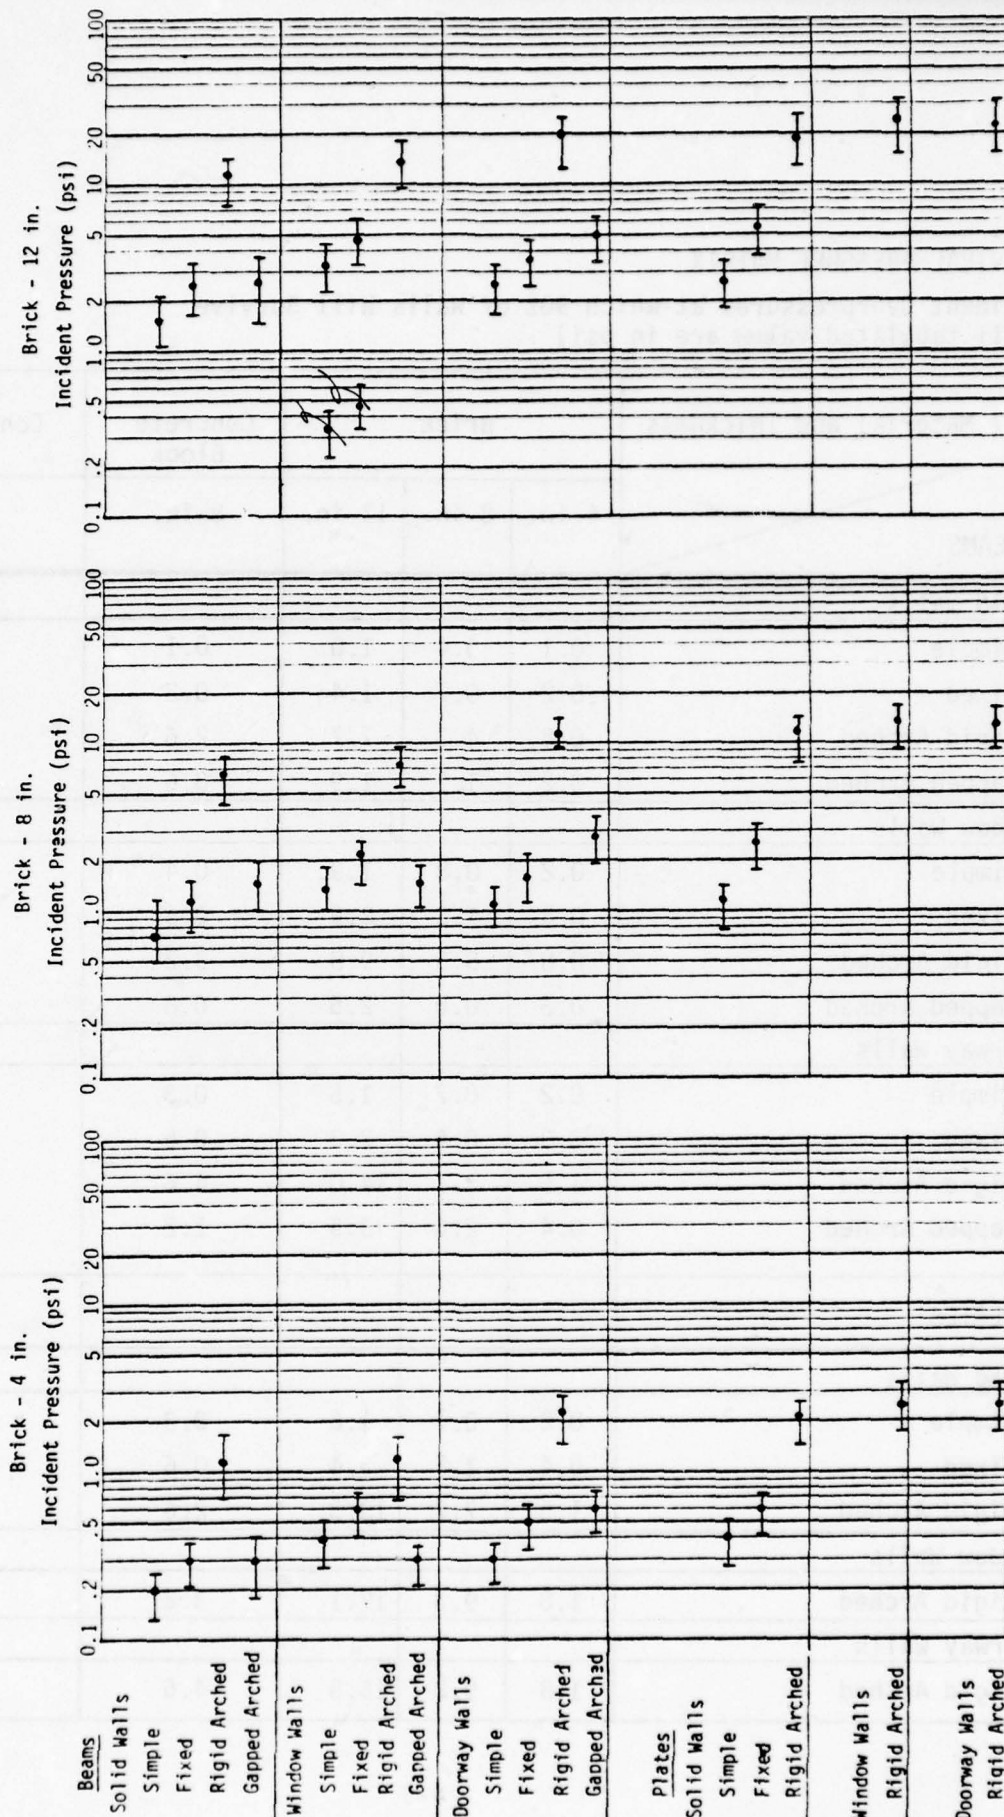 Brick - 4 in.
Incident Pressure (psi)
0.1 .2 .5 1.0 2 5 10 20 50 100
Brick - 8 in.
Incident Pressure (psi)
0.1 .2 .5 1.0 2 5 10 20 50 100
Brick - 12 in.
Incident Pressure (psi)
0.1 .2 .5 1.0 2 5 10 20 50 100
Beams
Solid Walls
Simple
Fixed
Rigid Arched
Gapped Arched
Window Walls
Simple
Fixed
Rigid Arched
Gapped Arched
Doorway Walls
Simple
Fixed
Rigid Arched
Gapped Arched
Plates
Solid Walls
Simple
Fixed
Rigid Arched
Window Walls
Rigid Arched
Doorway Walls
Rigid Arched